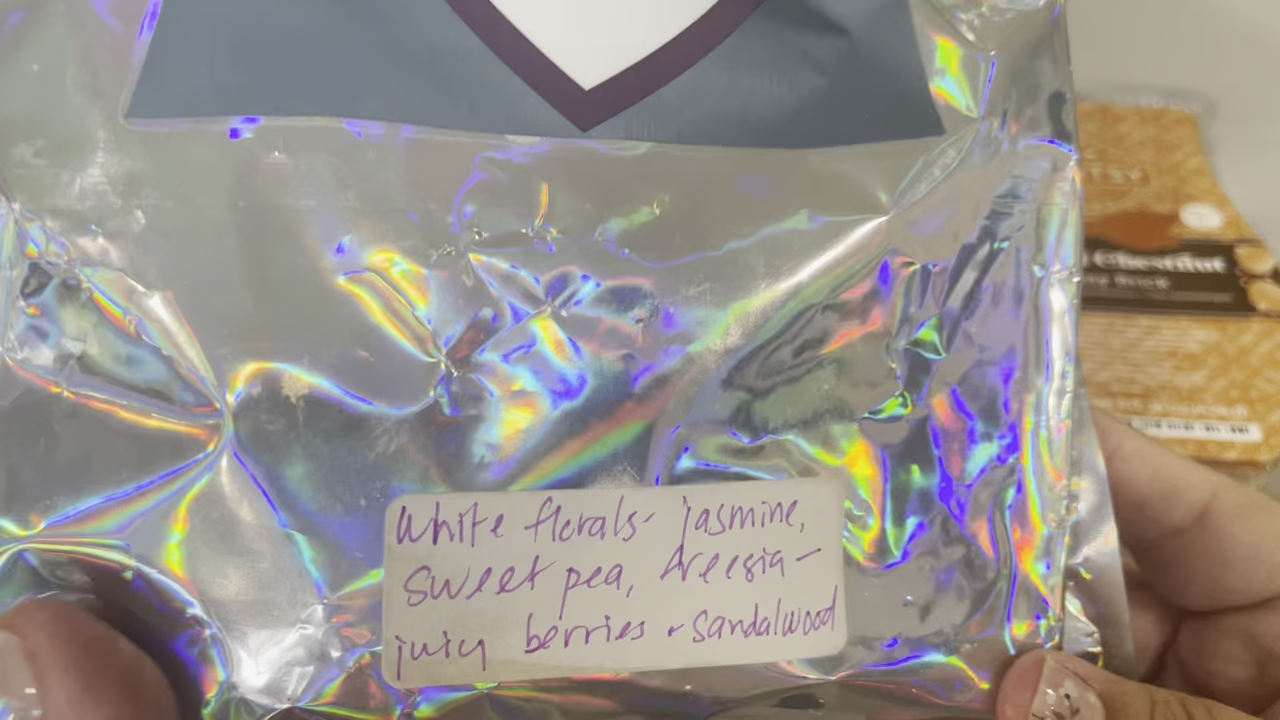 White florals- jasmine,
Sweet pea, freesia-
juicy berries + sandalwood
Chestnut